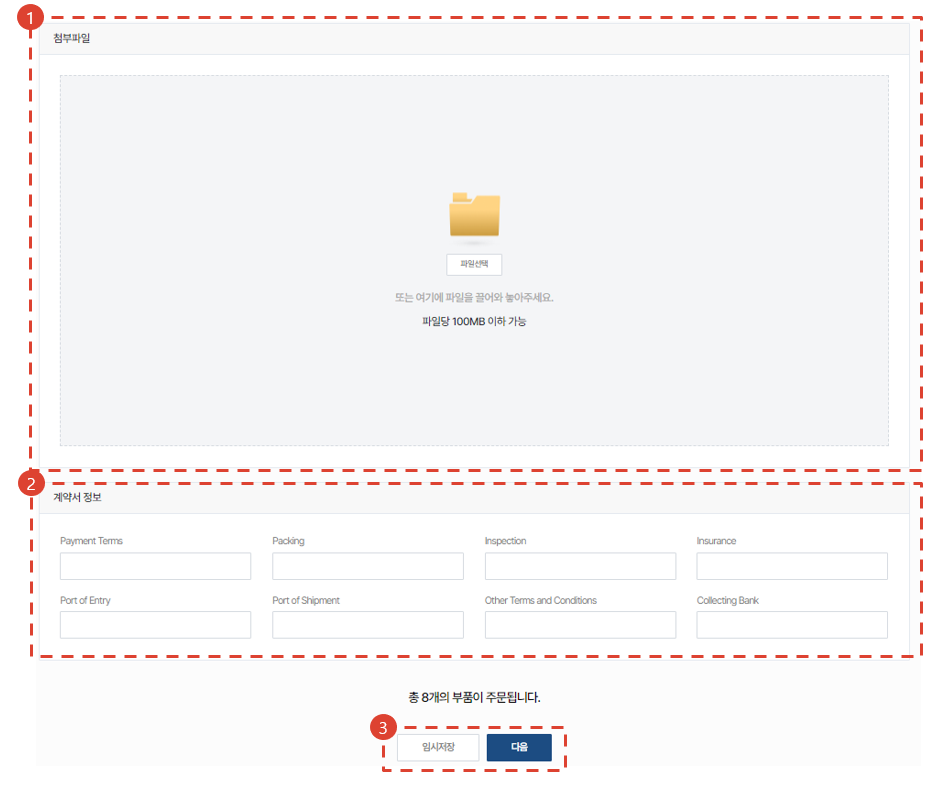 1
첨부파일
파일선택
또는 여기에 파일을 끌어와 놓아주세요.
파일당 100MB 이하 가능
2
계약서 정보
Payment Terms Packing Inspection Insurance
Port of Entry Port of Shipment Other Terms and Conditions Collecting Bank
총 8개의 부품이 주문됩니다.
3
임시저장 다음